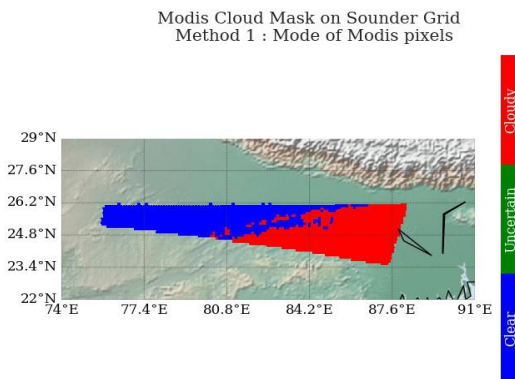 Modis Cloud Mask on Sounder Grid
Method 1 : Mode of Modis pixels
Cloudy
Uncertain
Clear
29°N
27.6°N
26.2°N
24.8°N
23.4°N
22°N
74°E 77.4°E 80.8°E 84.2°E 87.6°E 91°E